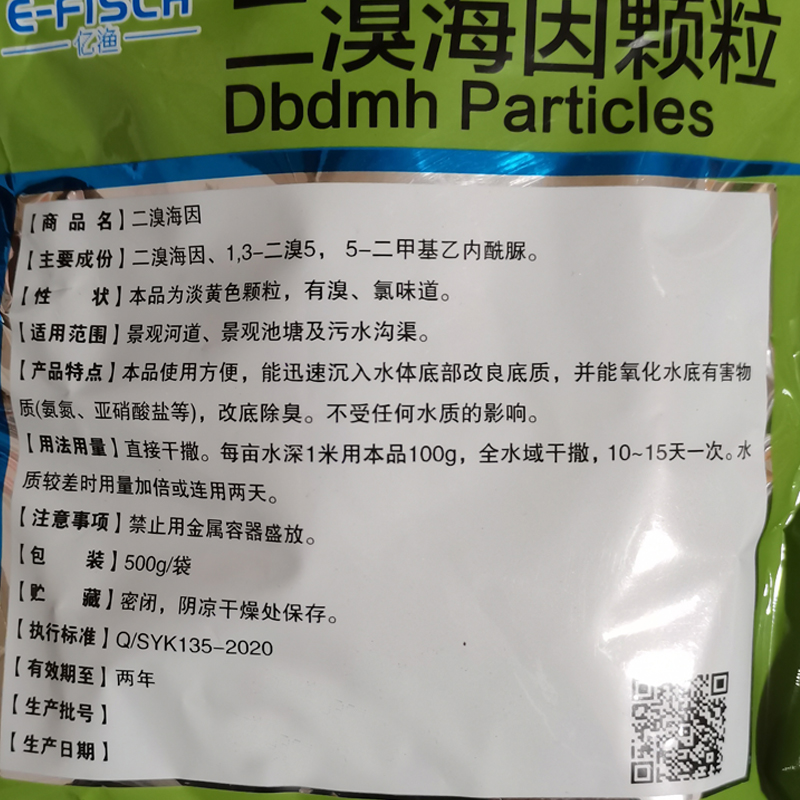 E-FISCH
亿渔
二溴海因颗粒
Dbdmh Particles
【商品名】二溴海因
【主要成份】二溴海因、1,3-二溴5, 5-二甲基乙内酰脲。
【性 状】本品为淡黄色颗粒，有溴、氯味道。
【适用范围】景观河道、景观池塘及污水沟渠。
【产品特点】本品使用方便，能迅速沉入水体底部改良底质，并能氧化水底有害物
质(氨氮、亚硝酸盐等)，改底除臭。不受任何水质的影响。
【用法用量】直接干撒。每亩水深1米用本品100g，全水域干撒，10~15天一次。水
质较差时用量加倍或连用两天。
【注意事项】禁止用金属容器盛放。
【包 装】500g/袋
【贮 藏】密闭，阴凉干燥处保存。
【执行标准】Q/SYK135-2020
【有效期至】两年
【生产批号】
【生产日期】